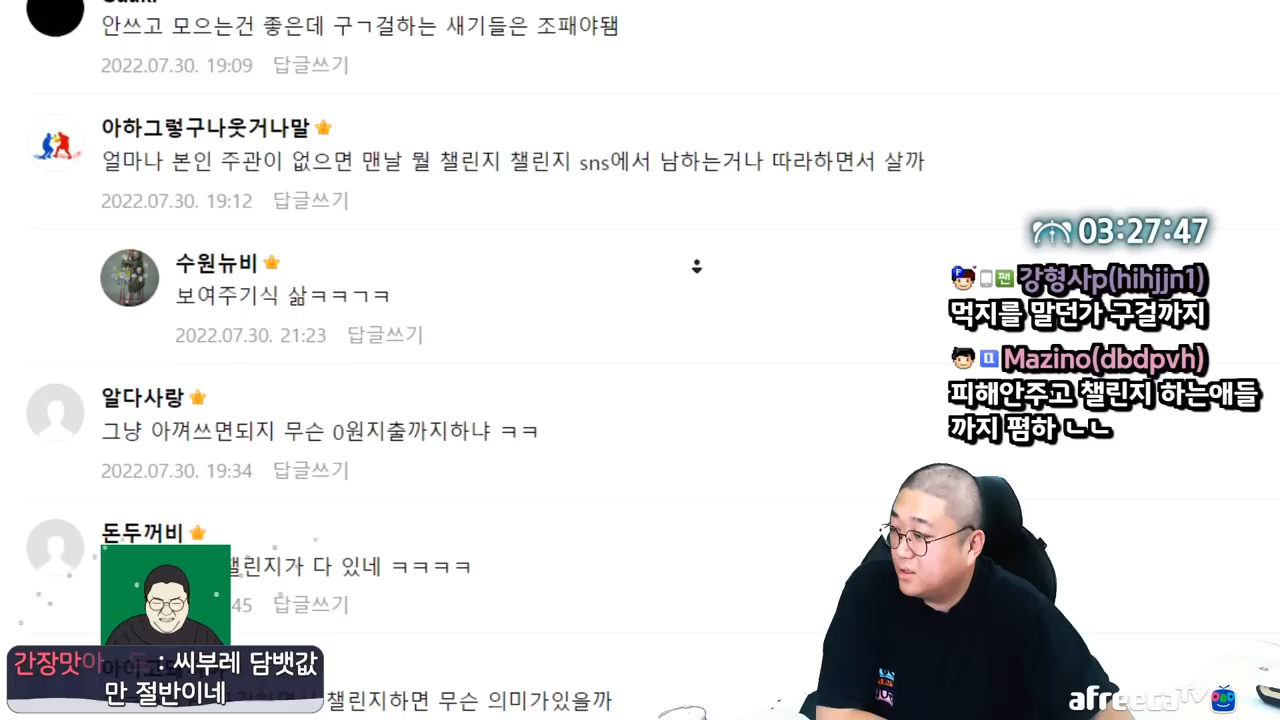 안쓰고 모으는건 좋은데 구ㄱ걸하는 새기들은 조패야됌
2022.07.30. 19:09 답글쓰기
아하그렇구나웃거나말
얼마나 본인 주관이 없으면 맨날 뭘 챌린지 챌린지 sns에서 남하는거나 따라하면서 살까
2022.07.30. 19:12 답글쓰기
수원뉴비
보여주기식 삶ㅋㅋㄱㅋ
2022.07.30. 21:23 답글쓰기
알다사랑
그냥 아껴쓰면되지 무슨 0원지출까지하냐 ㅋㅋ
2022.07.30. 19:34 답글쓰기
돈두꺼비
챌린지가 다 있네 ㅋㅋㅋㅋ
45 답글쓰기
챌린지하면 무슨 의미가있을까
간장맛아 : 씨부레 담뱃값
만 절반이네
03:27:47
팬 강형사p(hihjjn1)
먹지를 말던가 구걸까지
Mazino(dbdpvh)
피해안주고 챌린지 하는애들
까지 폄하 ㄴㄴ
afreecaTV